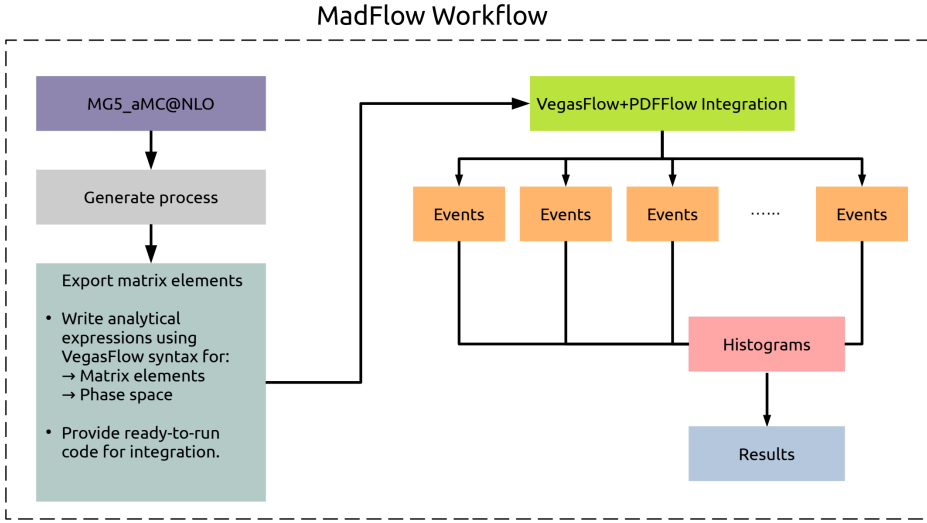 MadFlow Workflow
MG5_aMC@NLO
Generate process
Export matrix elements
• Write analytical
expressions using
VegasFlow syntax for:
→ Matrix elements
→ Phase space
• Provide ready-to-run
code for integration.
VegasFlow+PDFFlow Integration
Events
Events
Events
......
Events
Histograms
Results